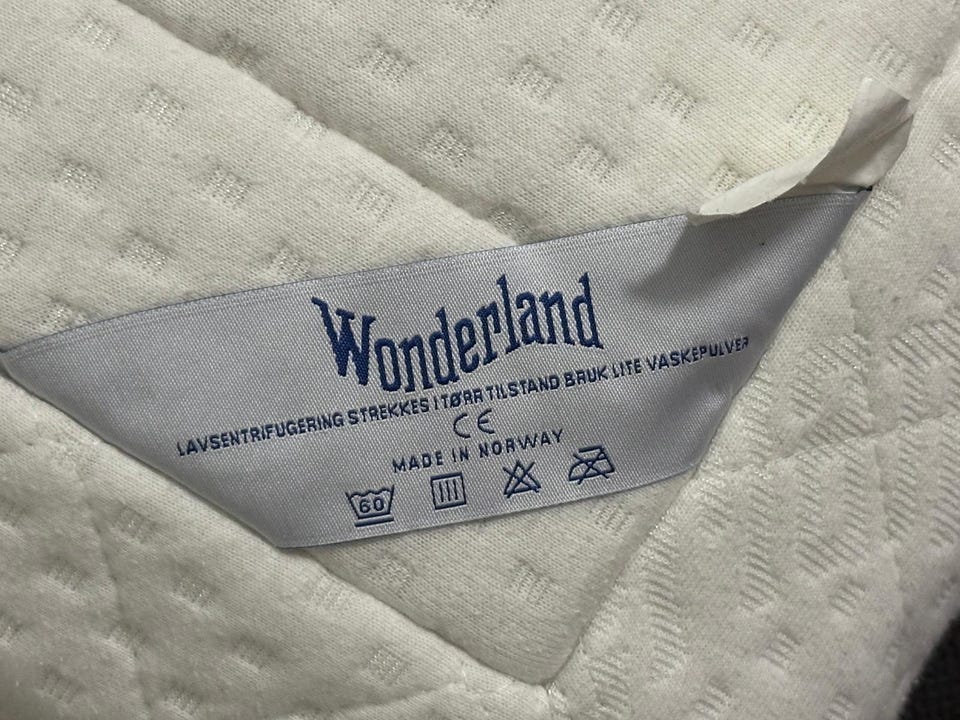 Wonderland
LAVSENTRIFUGERING STREKKES I TØRR TILSTAND BRUK LITE VASKEPULVER
CE
MADE IN NORWAY
60